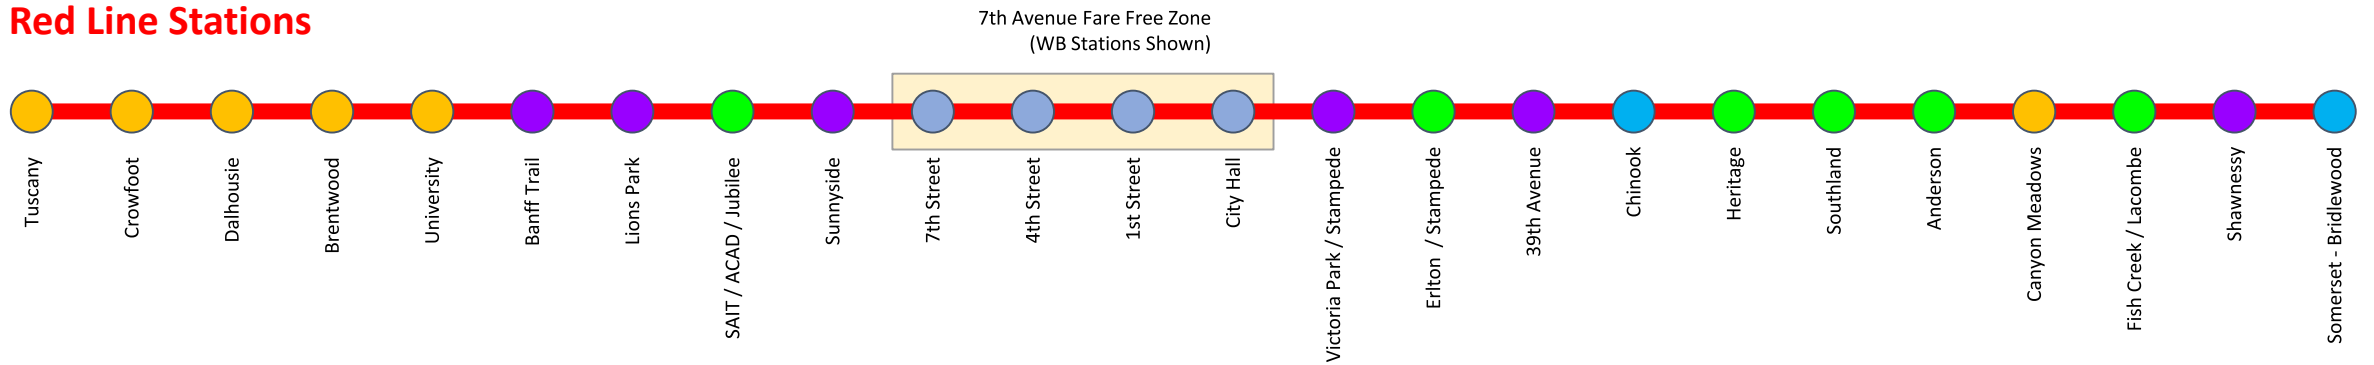 Red Line Stations
7th Avenue Fare Free Zone
(WB Stations Shown)
Tuscany
Crowfoot
Dalhousie
Brentwood
University
Banff Trail
Lions Park
SAIT / ACAD / Jubilee
Sunnyside
7th Street
4th Street
1st Street
City Hall
Victoria Park / Stampede
Erlton  / Stampede
39th Avenue
Chinook
Heritage
Southland
Anderson
Canyon Meadows
Fish Creek / Lacombe
Shawnessy
Somerset - Bridlewood